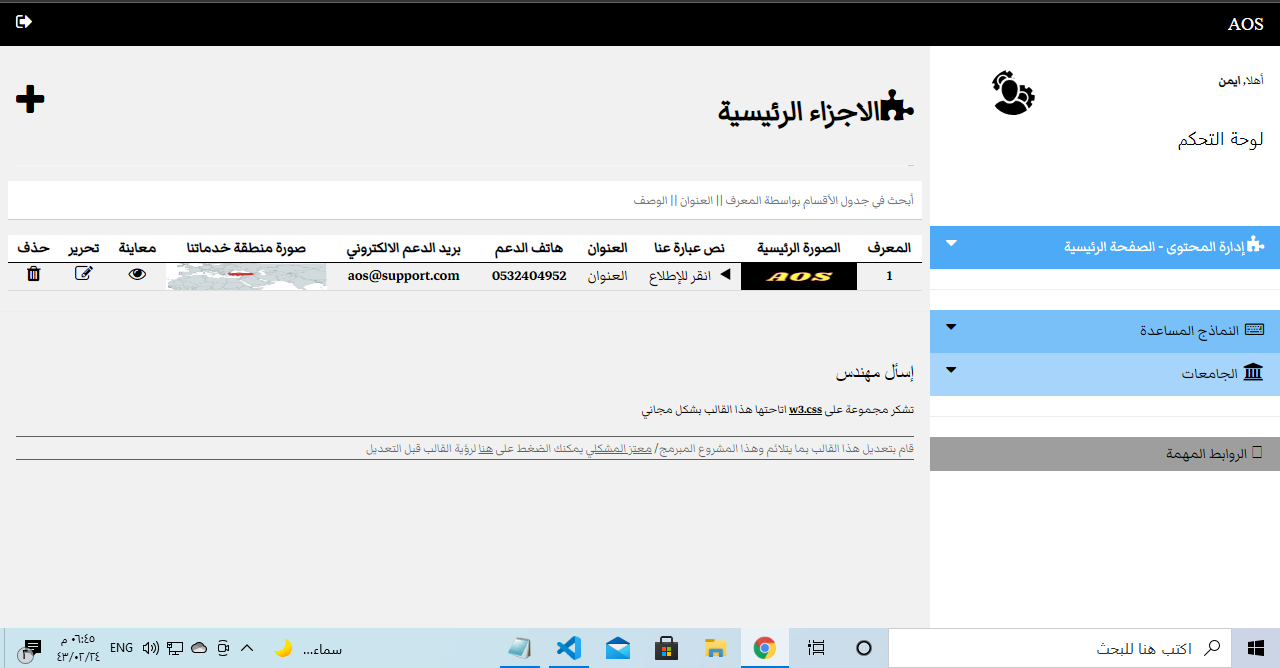 AOS
أهلا, ايمن
لوحة التحكم
إدارة المحتوى - الصفحة الرئيسية
النماذج المساعدة
الجامعات
الروابط المهمة
الاجزاء الرئيسية
أبحث في جدول الأقسام بواسطة المعرف || العنوان || الوصف
المعرف الصورة الرئيسية نص عبارة عنا العنوان هاتف الدعم بريد الدعم الالكتروني صورة منطقة خدماتنا معاينة تحرير حذف
1 AOS انقر للإطلاع العنوان 0532404952 aos@support.com
إسأل مهندس
تشكر مجموعة على w3.css اتاحتها هذا القالب بشكل مجاني
قام بتعديل هذا القالب بما يتلائم وهذا المشروع المبرمج/ معتز المشكلي يمكنك الضغط على هنا لرؤية القالب قبل التعديل
اكتب هنا للبحث
سماء...
ENG
٠٦:٤٥ م
٤٣/٠٢/٢٤